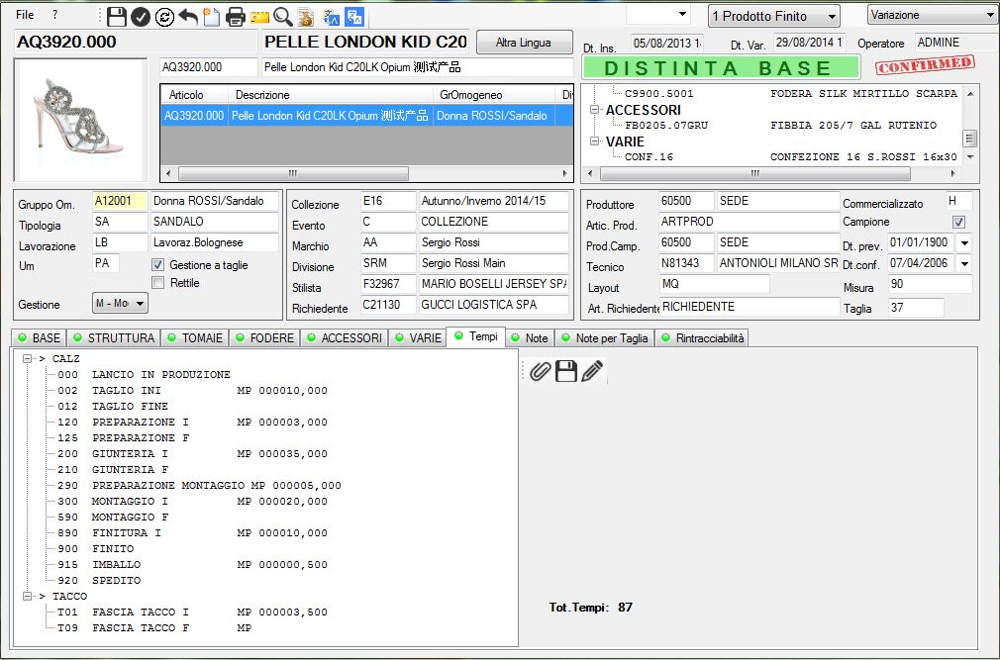 File ?
1 Prodotto Finito
Variazione
AQ3920.000
PELLE LONDON KID C20
Altra Lingua
Dt. Ins.
05/08/2013 1
Dt. Var.
29/08/2014 1
Operatore
ADMINE
AQ3920.000
Pelle London Kid C20LK Opium 测试产品
DISTINTA BASE
CONFIRMED
Articolo Descrizione GrOmogeneo Di
AQ3920.000 Pelle London Kid C20LK Opium 测试产品 Donna ROSSI/Sandalo
C9900.5001 FODERA SILK MIRTILLO SCARPA
ACCESSORI
FB0205.07GRU FIBBIA 205/7 GAL RUTENIO
VARIE
CONF.16 CONFEZIONE 16 S.ROSSI 16x30
Gruppo Om. A12001 Donna ROSSI/Sandalo
Tipologia SA SANDALO
Lavorazione LB Lavoraz.Bolognese
Um PA Gestione a taglie
Rettile
Gestione M - Mo
Collezione E16 Autunno/Inverno 2014/15
Evento C COLLEZIONE
Marchio AA Sergio Rossi
Divisione SRM Sergio Rossi Main
Stilista F32967 MARIO BOSELLI JERSEY SPA
Richiedente C21130 GUCCI LOGISTICA SPA
Produttore 60500 SEDE Commercializzato H
Artic. Prod. ARTPROD Campione
Prod.Camp. 60500 SEDE Dt. prev. 01/01/1900
Tecnico N81343 ANTONIOLI MILANO SR Dt.conf. 07/04/2006
Layout MQ Misura 90
Art. Richiedente RICHIEDENTE Taglia 37
BASE STRUTTURA TOMAIE FODERE ACCESSORI VARIE Tempi Note Note per Taglia Rintracciabilità
> CALZ
000 LANCIO IN PRODUZIONE
002 TAGLIO INI MP 000010,000
012 TAGLIO FINE
120 PREPARAZIONE I MP 000003,000
125 PREPARAZIONE F
200 GIUNTERIA I MP 000035,000
210 GIUNTERIA F
290 PREPARAZIONE MONTAGGIO MP 000005,000
300 MONTAGGIO I MP 000020,000
590 MONTAGGIO F
890 FINITURA I MP 000010,000
900 FINITO
915 IMBALLO MP 000000,500
920 SPEDITO
> TACCO
T01 FASCIA TACCO I MP 000003,500
T09 FASCIA TACCO F MP
Tot.Tempi: 87